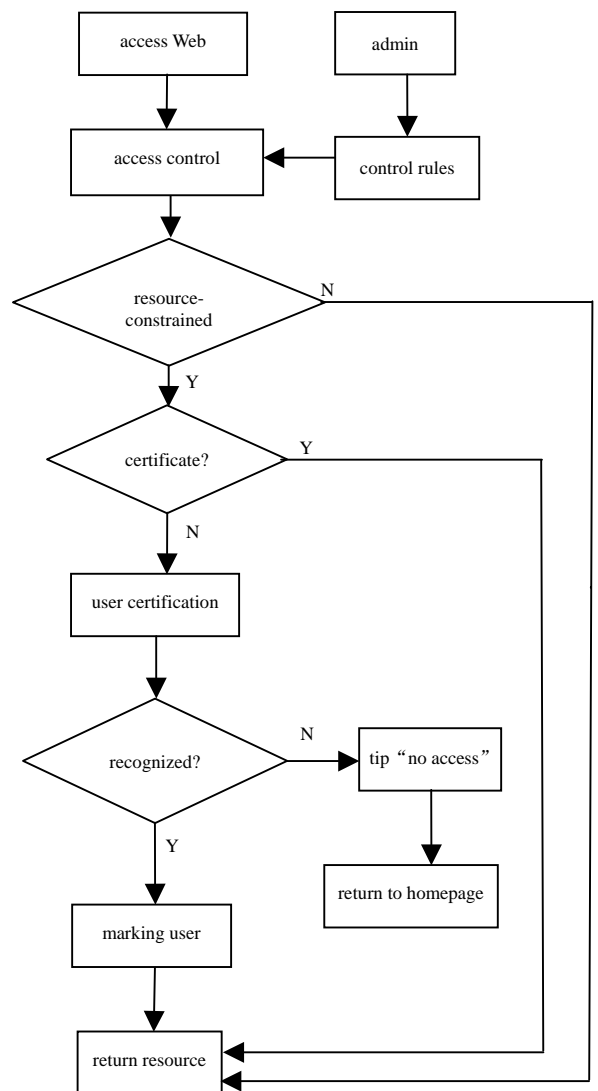 access Web
admin
access control
control rules
resource-
constrained
N
Y
certificate?
Y
N
user certification
recognized?
N
tip “no access”
Y
return to homepage
marking user
return resource